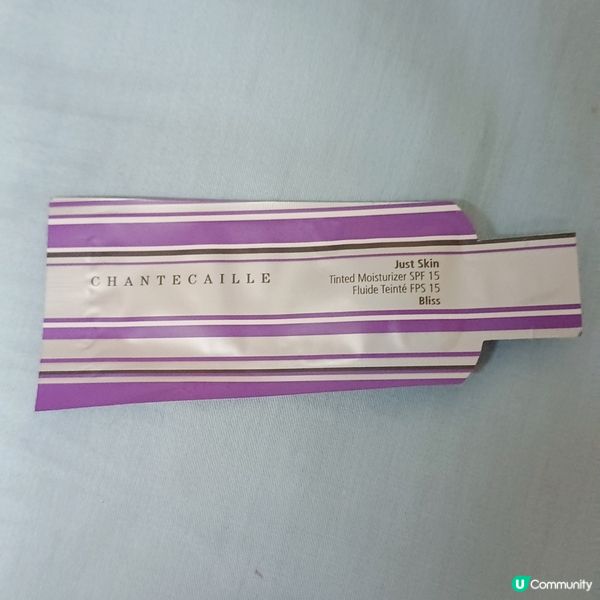 CHANTECAILLE
Just Skin
Tinted Moisturizer SPF 15
Fluide Teinté FPS 15
Bliss
U Community